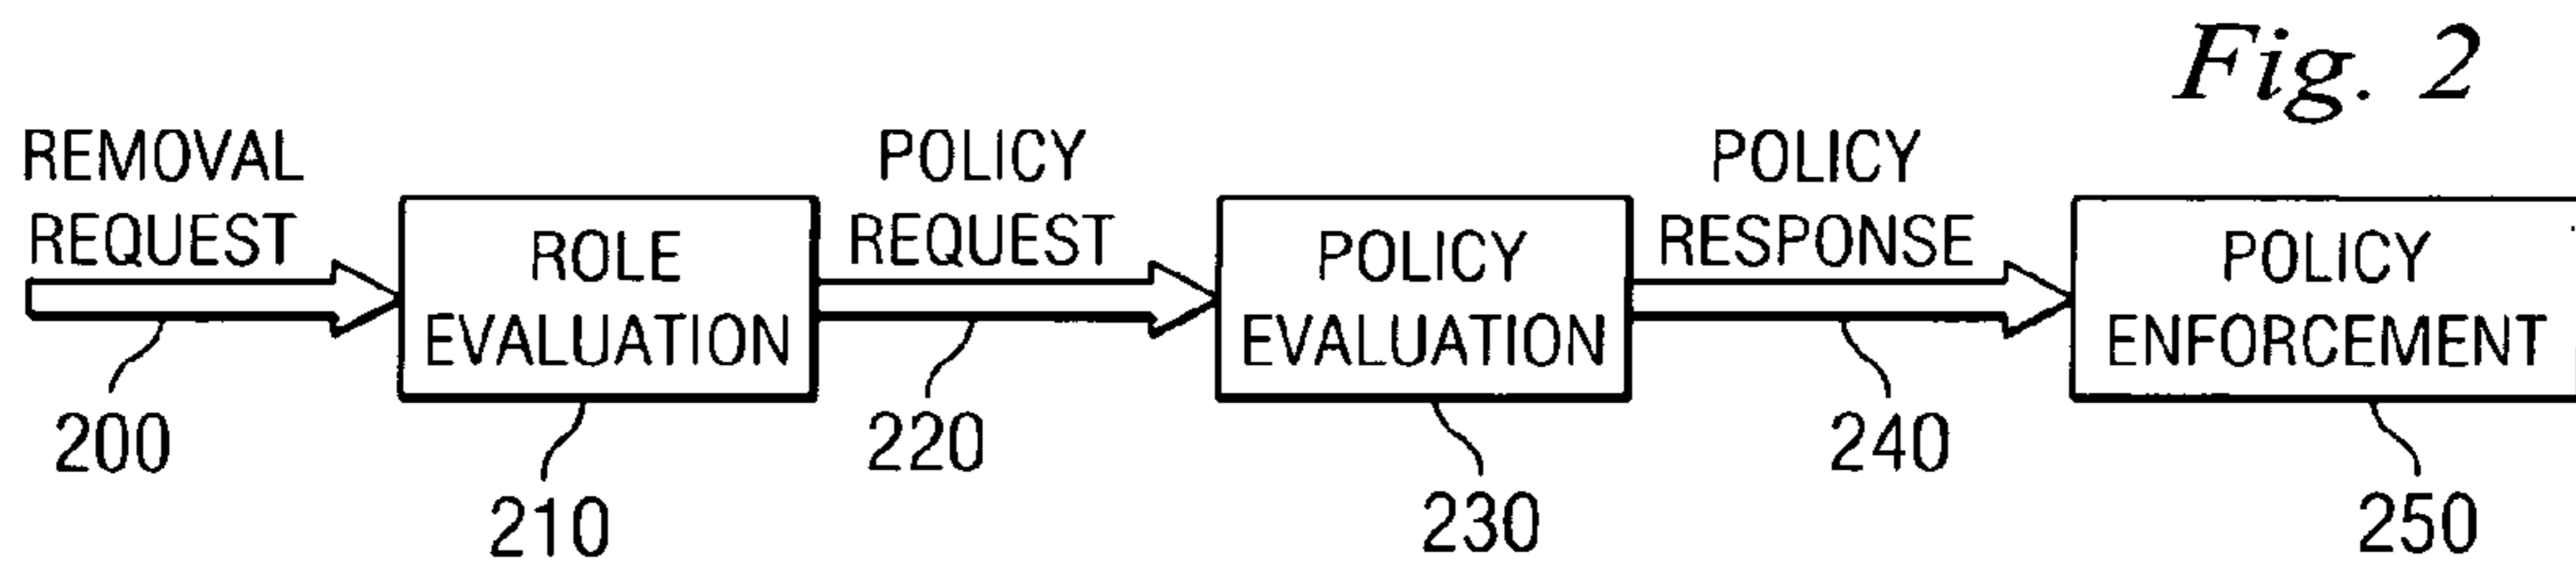 Fig. 2
REMOVAL
REQUEST
200
ROLE
EVALUATION
210
POLICY
REQUEST
220
POLICY
EVALUATION
230
POLICY
RESPONSE
240
POLICY
ENFORCEMENT
250